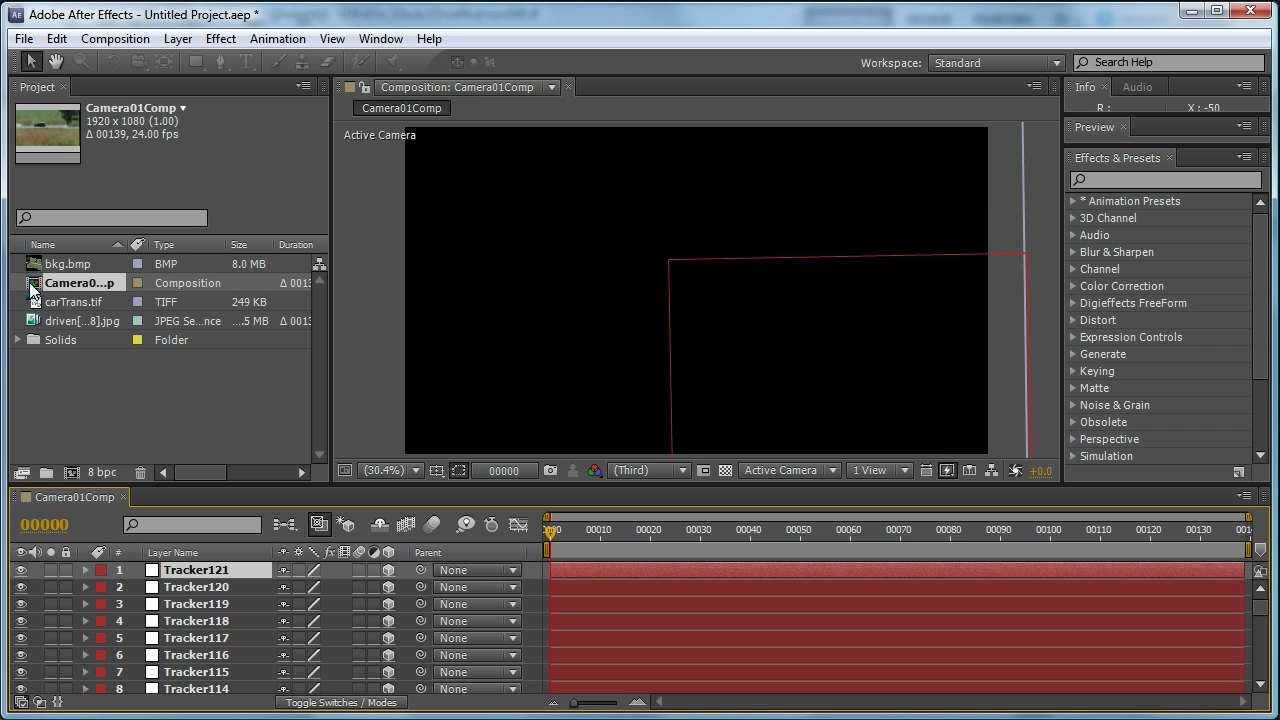 Adobe After Effects - Untitled Project.aep *
File Edit Composition Layer Effect Animation View Window Help
Workspace: Standard Search Help
Project
Camera01Comp
1920 x 1080 (1.00)
Δ 00139, 24.00 fps
Name Type Size Duration
bkg.bmp BMP 8.0 MB
Camera0...p Composition Δ 0013
carTrans.tif TIFF 249 KB
driven[...8].jpg JPEG Se...nce ....5 MB Δ 0013
Solids Folder
8 bpc
Composition: Camera01Comp
Camera01Comp
Active Camera
(30.4%) 00000 (Third) Active Camera 1 View +0.0
Info Audio
R : X : -50
Preview
Effects & Presets
* Animation Presets
3D Channel
Audio
Blur & Sharpen
Channel
Color Correction
Digieffects FreeForm
Distort
Expression Controls
Generate
Keying
Matte
Noise & Grain
Obsolete
Perspective
Simulation
Camera01Comp
00000
00010 00020 00030 00040 00050 00060 00070 00080 00090 00100 00110 00120 00130
# Layer Name fx Parent
1 Tracker121 None
2 Tracker120 None
3 Tracker119 None
4 Tracker118 None
5 Tracker117 None
6 Tracker116 None
7 Tracker115 None
8 Tracker114 None
Toggle Switches / Modes